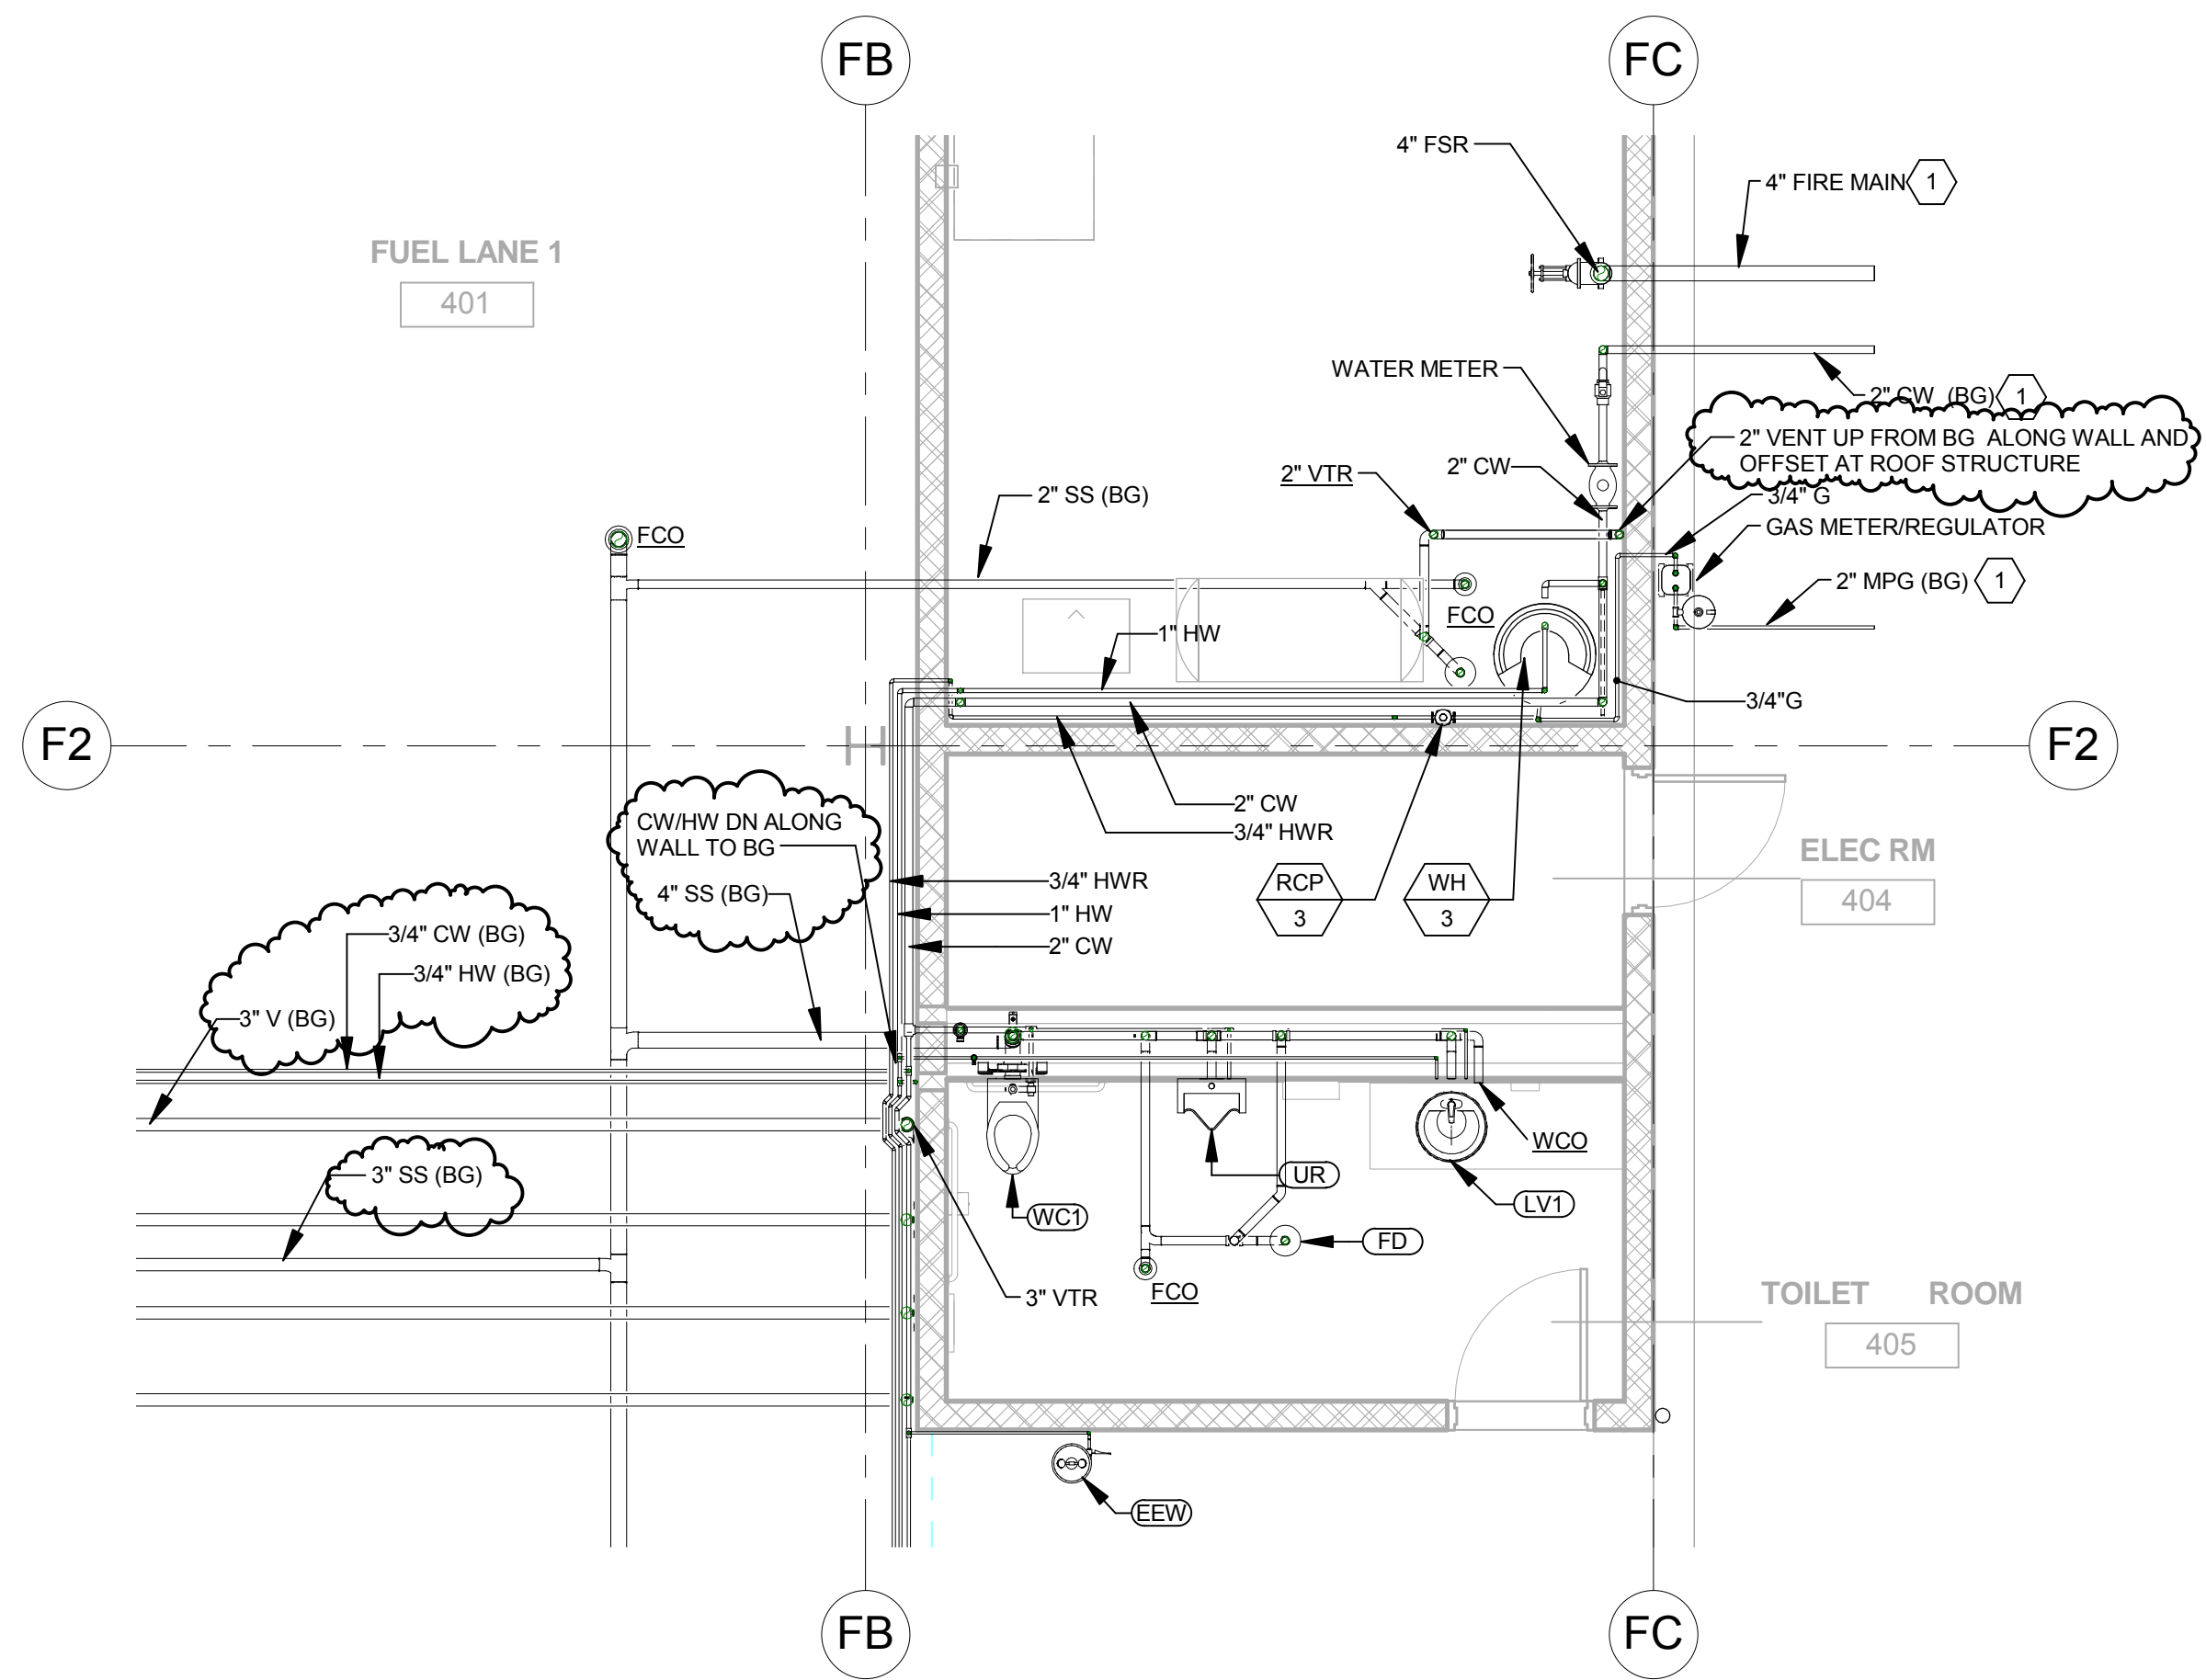 FB
FC
4" FSR
4" FIRE MAIN
1
FUEL LANE 1
401
WATER METER
2" CW (BG)
1
2" VENT UP FROM BG ALONG WALL AND
OFFSET AT ROOF STRUCTURE
2" VTR
2" CW
2" SS (BG)
3/4" G
FCO
GAS METER/REGULATOR
2" MPG (BG)
1
FCO
1" HW
3/4"G
F2
F2
CW/HW DN ALONG
WALL TO BG
2" CW
3/4" HWR
ELEC RM
404
4" SS (BG)
3/4" HWR
1" HW
2" CW
RCP
3
WH
3
3/4" CW (BG)
3/4" HW (BG)
3" V (BG)
WCO
3" SS (BG)
UR
WC1
LV1
FD
3" VTR
FCO
TOILET ROOM
405
EEW
FB
FC